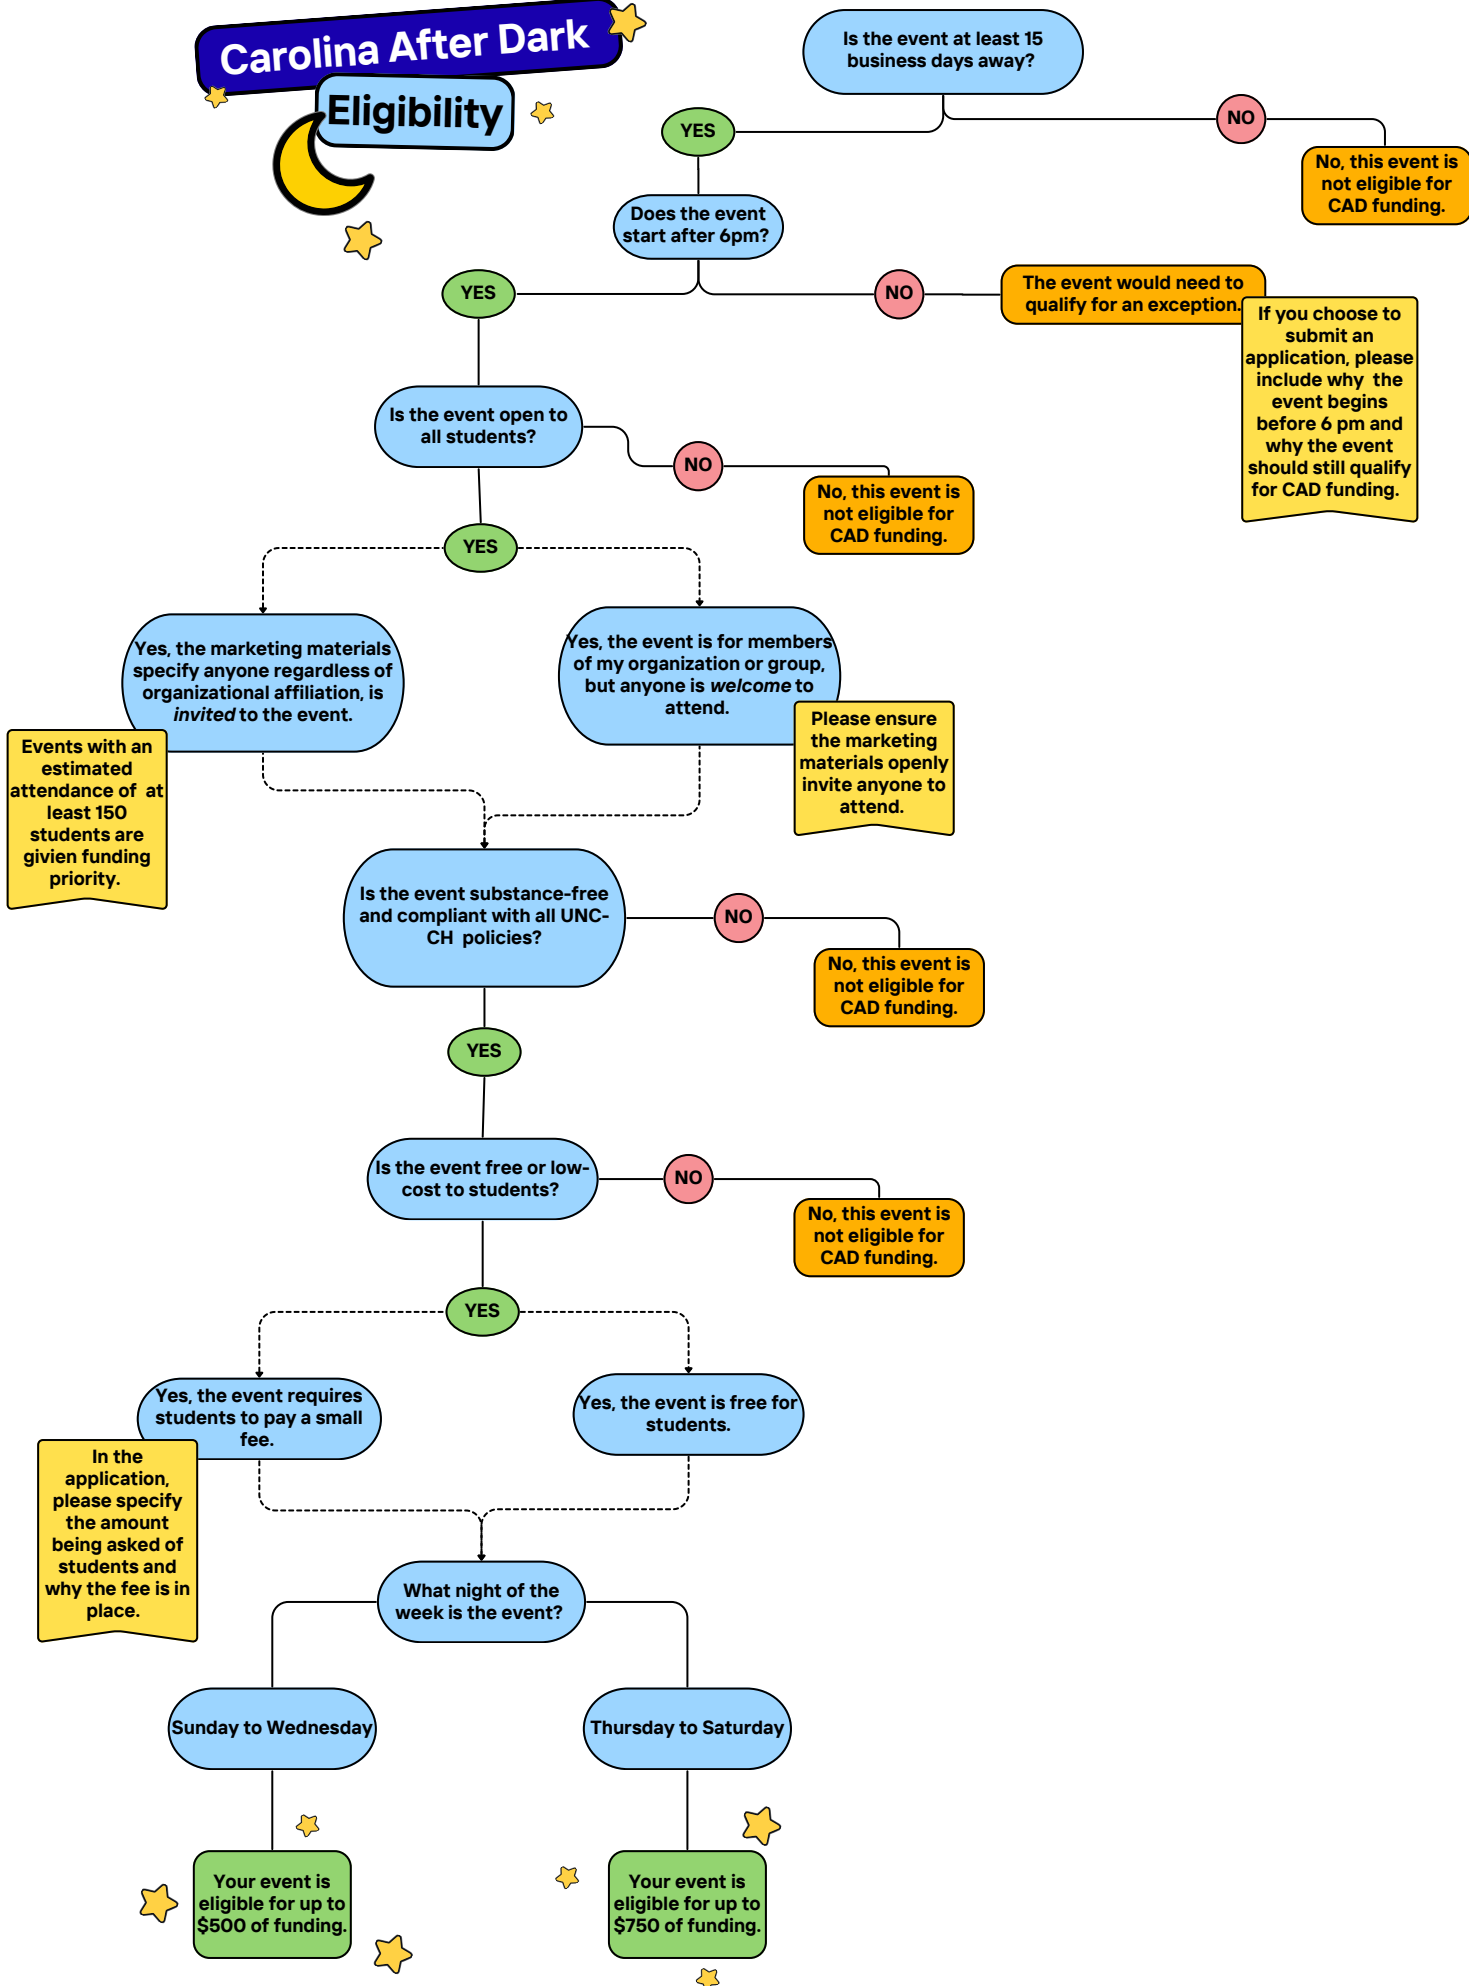 Carolina After Dark
Eligibility
Is the event at least 15
business days away?
YES
NO
No, this event is
not eligible for
CAD funding.
Does the event
start after 6pm?
YES
NO
The event would need to
qualify for an exception.
If you choose to
submit an
application, please
include why the
event begins
before 6 pm and
why the event
should still qualify
for CAD funding.
Is the event open to
all students?
NO
No, this event is
not eligible for
CAD funding.
YES
Yes, the marketing materials
specify anyone regardless of
organizational affiliation, is
invited to the event.
Events with an
estimated
attendance of at
least 150
students are
givien funding
priority.
Yes, the event is for members
of my organization or group,
but anyone is welcome to
attend.
Please ensure
the marketing
materials openly
invite anyone to
attend.
Is the event substance-free
and compliant with all UNC-
CH policies?
NO
No, this event is
not eligible for
CAD funding.
YES
Is the event free or low-
cost to students?
NO
No, this event is
not eligible for
CAD funding.
YES
Yes, the event requires
students to pay a small
fee.
In the
application,
please specify
the amount
being asked of
students and
why the fee is in
place.
Yes, the event is free for
students.
What night of the
week is the event?
Sunday to Wednesday
Thursday to Saturday
Your event is
eligible for up to
$500 of funding.
Your event is
eligible for up to
$750 of funding.